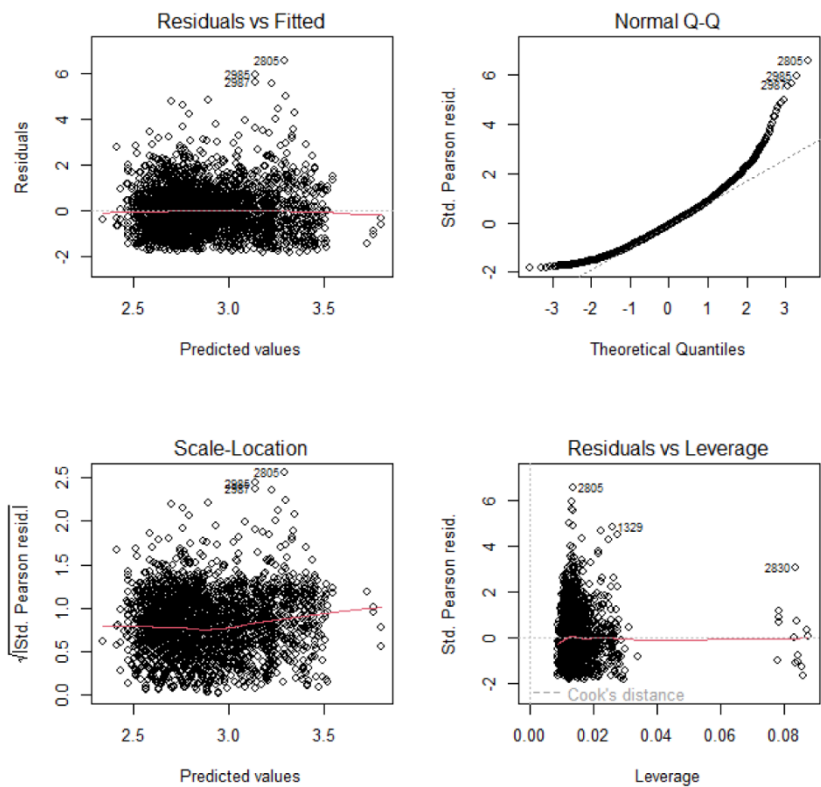 Residuals vs Fitted
Residuals
6
4
2
0
-2
2805
2985
2987
2.5 3.0 3.5
Predicted values
Normal Q-Q
Std. Pearson resid.
6
4
2
0
-2
2805
2985
2987
-3 -2 -1 0 1 2 3
Theoretical Quantiles
Scale-Location
√|Std. Pearson resid.|
2.5
2.0
1.5
1.0
0.5
0.0
2805
2985
2987
2.5 3.0 3.5
Predicted values
Residuals vs Leverage
Std. Pearson resid.
6
4
2
0
-2
2805
1329
2830
Cook's distance
0.00 0.02 0.04 0.06 0.08
Leverage